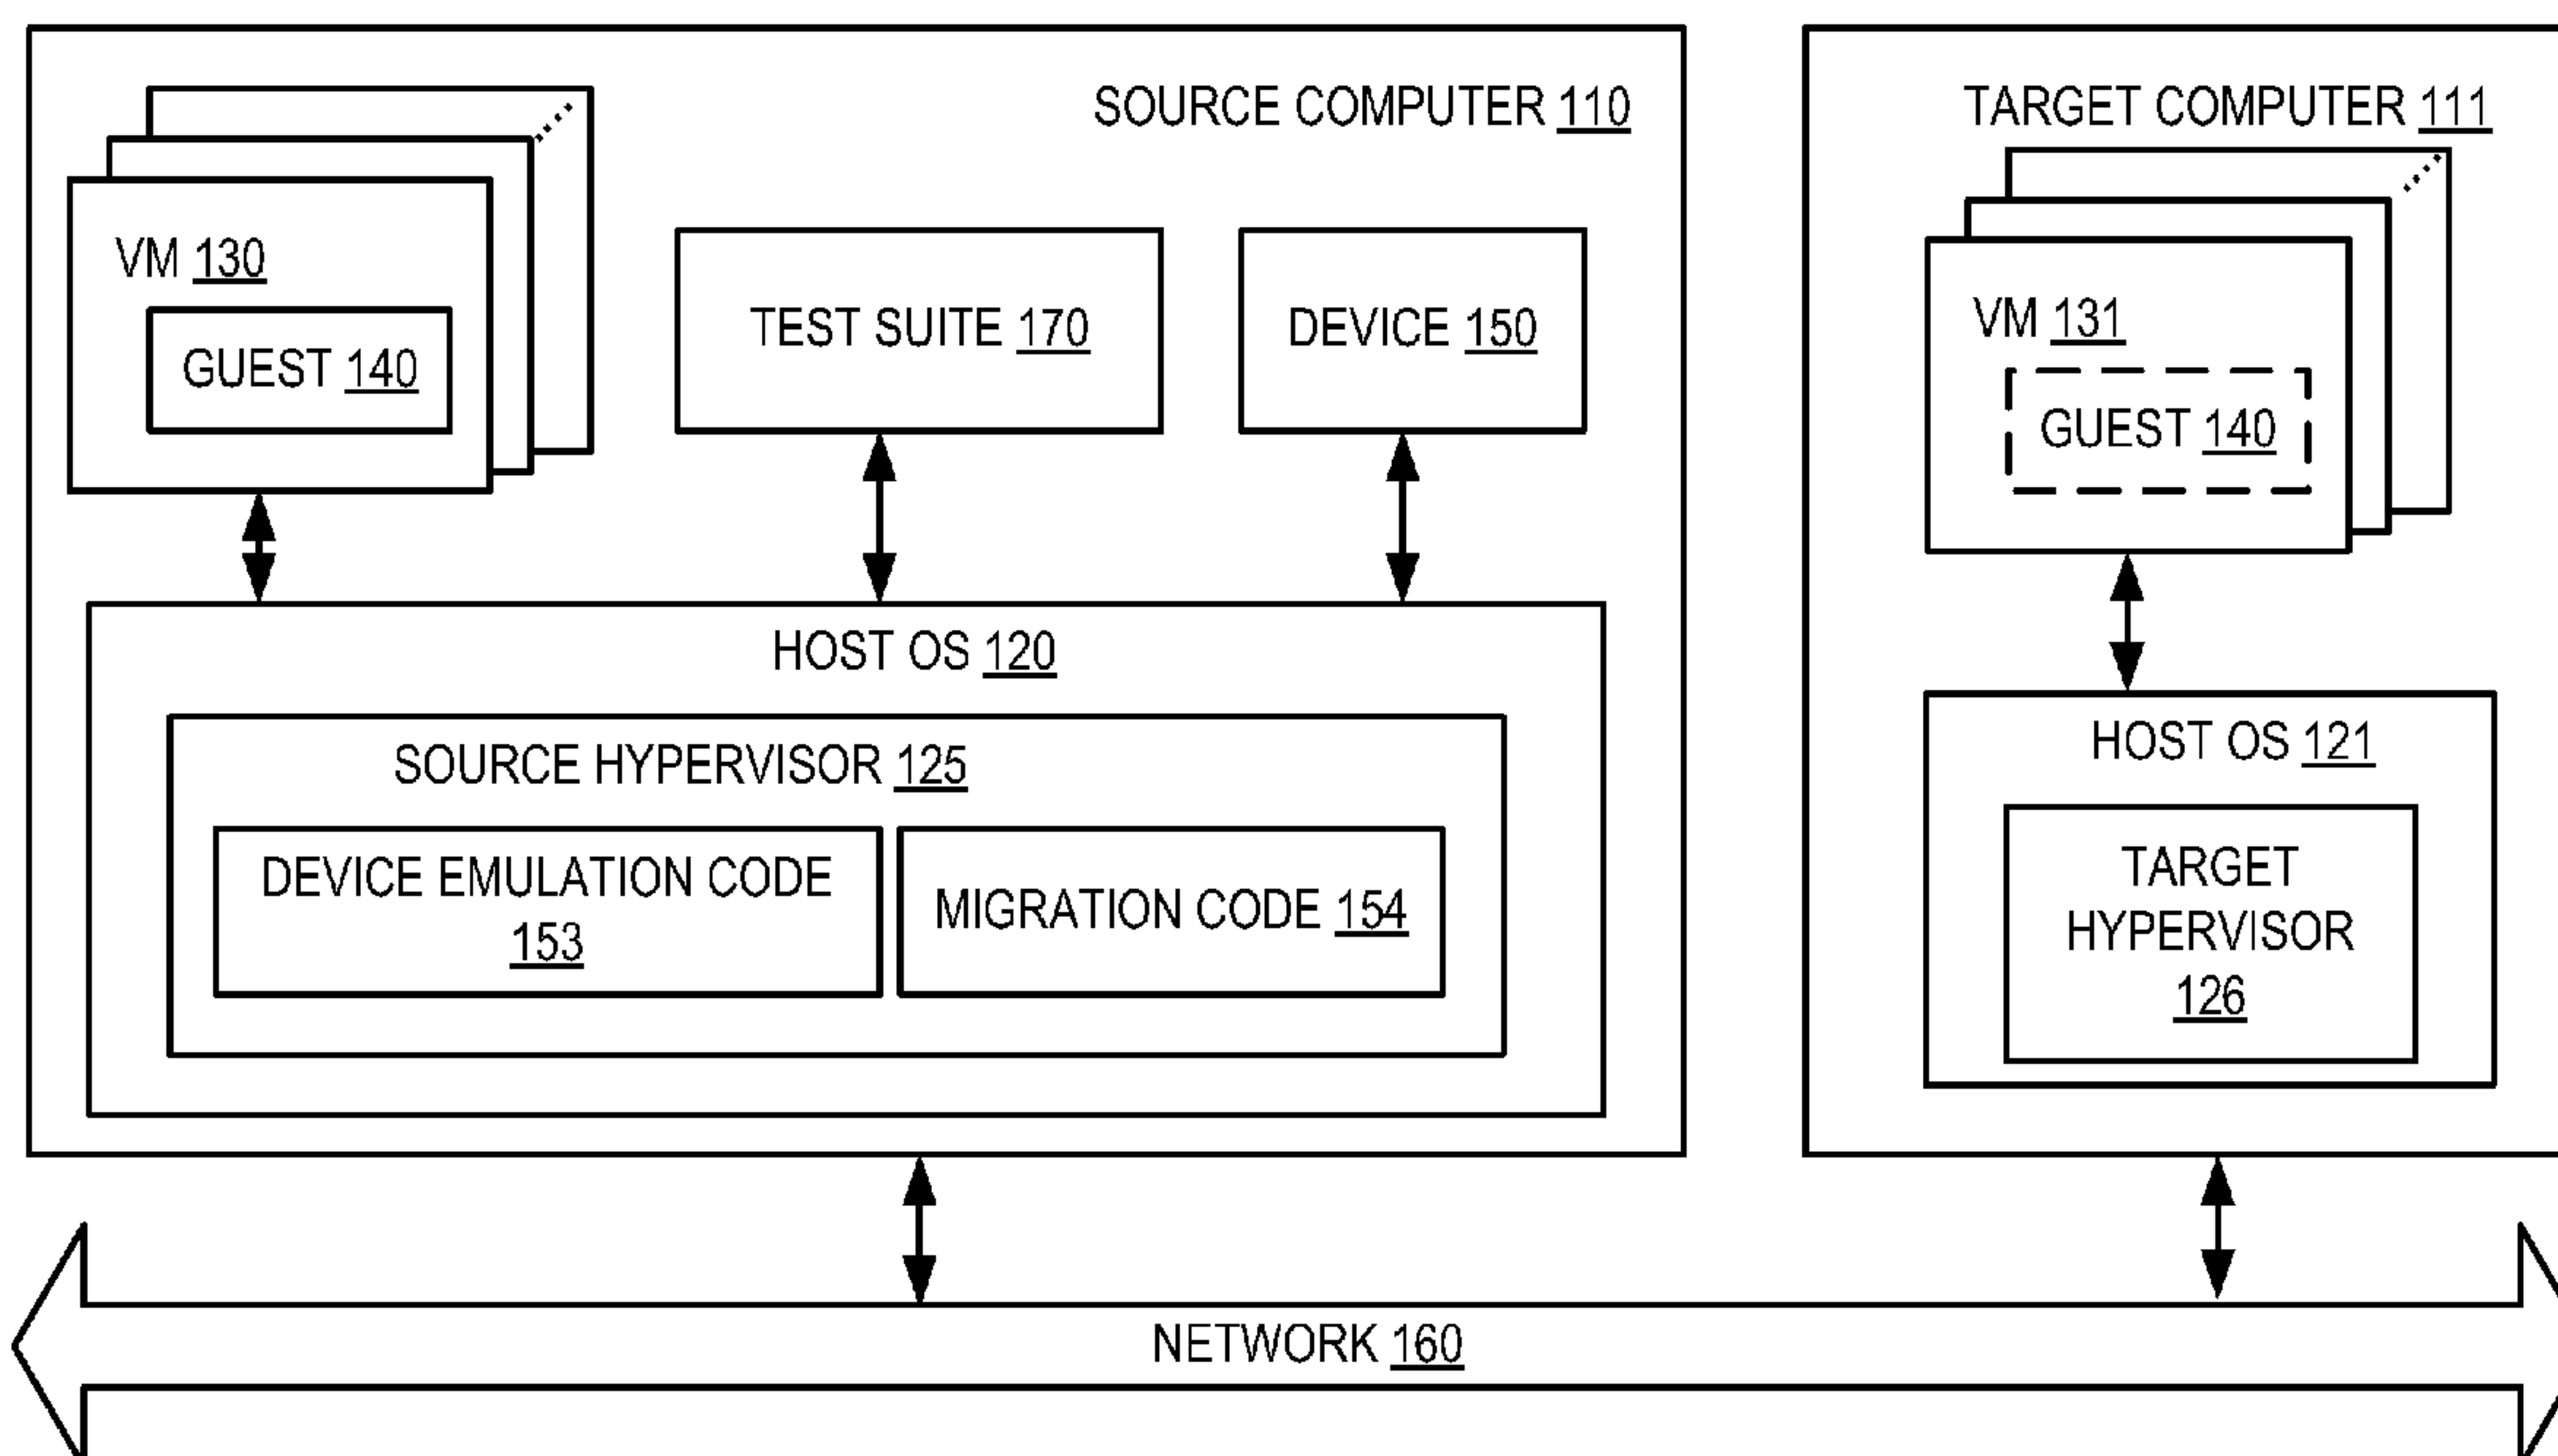 SOURCE COMPUTER 110
VM 130
GUEST 140
TEST SUITE 170
DEVICE 150
HOST OS 120
SOURCE HYPERVISOR 125
DEVICE EMULATION CODE
153
MIGRATION CODE 154
TARGET COMPUTER 111
VM 131
GUEST 140
HOST OS 121
TARGET
HYPERVISOR
126
NETWORK 160